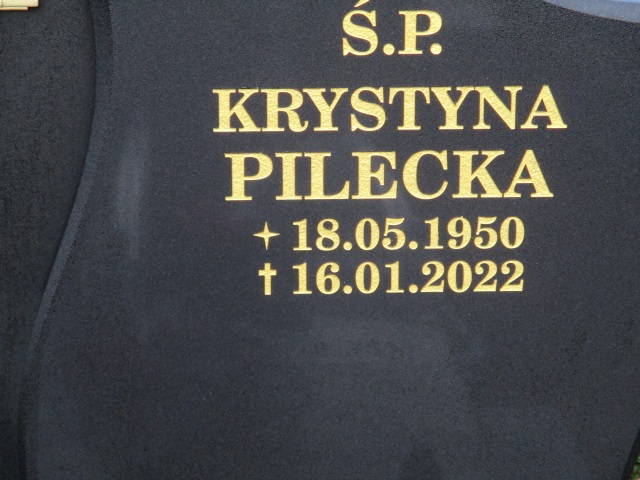 Ś.P.
KRYSTYNA
PILECKA
✦ 18.05.1950
✝ 16.01.2022